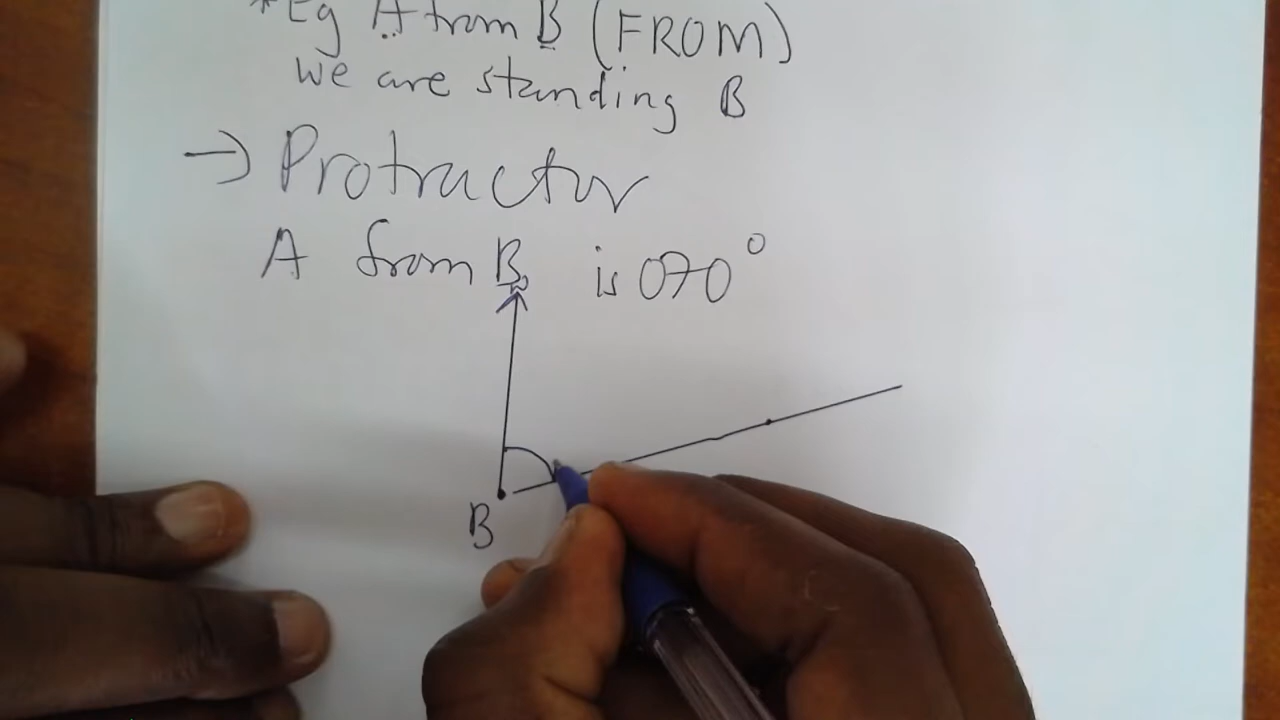 *Eg A from B (FROM)
we are standing B
→ Protractor
A from B is 070°
B